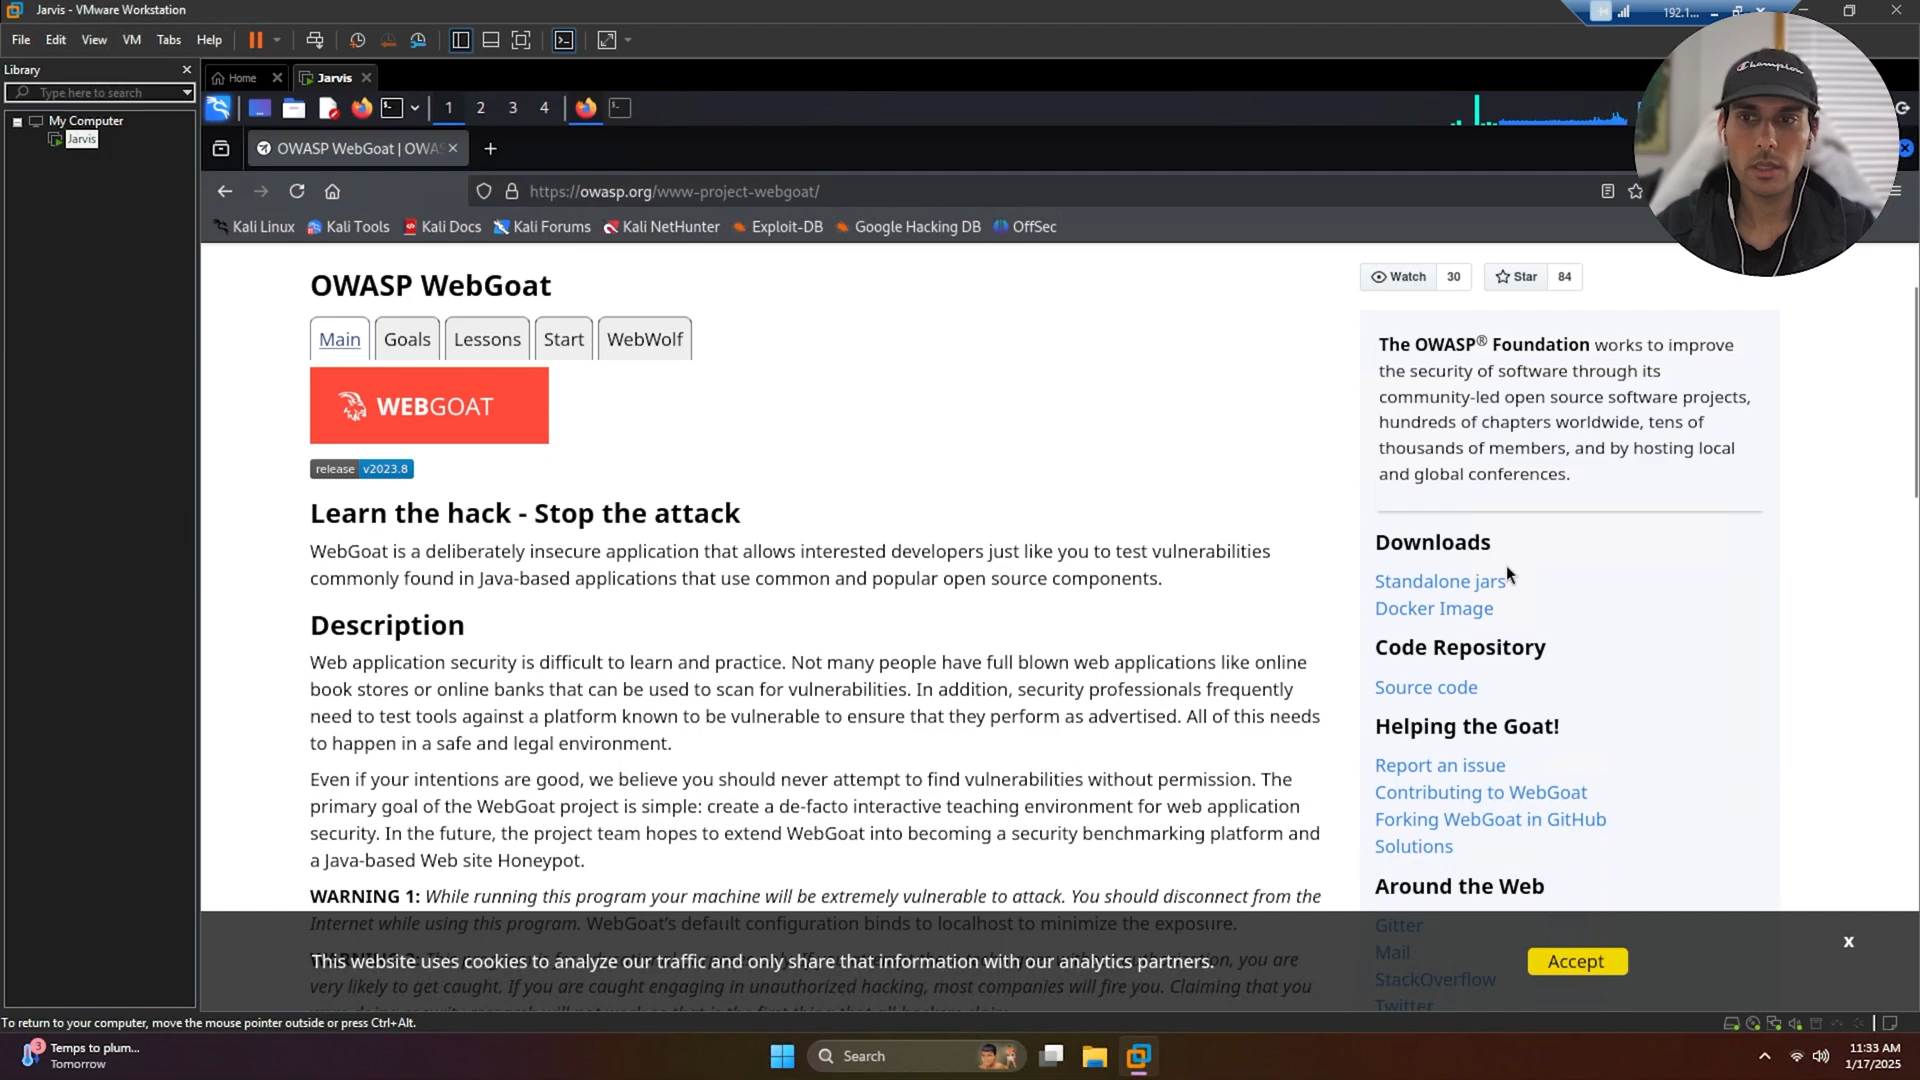 Jarvis - VMware Workstation
192.1...
File Edit View VM Tabs Help
Library
Type here to search
My Computer
Jarvis
Home
Jarvis
1 2 3 4
OWASP WebGoat | OWAS
https://owasp.org/www-project-webgoat/
Kali Linux Kali Tools Kali Docs Kali Forums Kali NetHunter Exploit-DB Google Hacking DB OffSec
Champion
OWASP WebGoat
Main Goals Lessons Start WebWolf
WEBGOAT
release v2023.8
Learn the hack - Stop the attack
WebGoat is a deliberately insecure application that allows interested developers just like you to test vulnerabilities
commonly found in Java-based applications that use common and popular open source components.
Description
Web application security is difficult to learn and practice. Not many people have full blown web applications like online
book stores or online banks that can be used to scan for vulnerabilities. In addition, security professionals frequently
need to test tools against a platform known to be vulnerable to ensure that they perform as advertised. All of this needs
to happen in a safe and legal environment.
Even if your intentions are good, we believe you should never attempt to find vulnerabilities without permission. The
primary goal of the WebGoat project is simple: create a de-facto interactive teaching environment for web application
security. In the future, the project team hopes to extend WebGoat into becoming a security benchmarking platform and
a Java-based Web site Honeypot.
WARNING 1: While running this program your machine will be extremely vulnerable to attack. You should disconnect from the
Internet while using this program. WebGoat's default configuration binds to localhost to minimize the exposure.
you are
very likely to get caught. If you are caught engaging in unauthorized hacking, most companies will fire you. Claiming that you
Watch 30 Star 84
The OWASP® Foundation works to improve
the security of software through its
community-led open source software projects,
hundreds of chapters worldwide, tens of
thousands of members, and by hosting local
and global conferences.
Downloads
Standalone jars
Docker Image
Code Repository
Source code
Helping the Goat!
Report an issue
Contributing to WebGoat
Forking WebGoat in GitHub
Solutions
Around the Web
Gitter
Mail
StackOverflow
Twitter
This website uses cookies to analyze our traffic and only share that information with our analytics partners.
Accept
x
To return to your computer, move the mouse pointer outside or press Ctrl+Alt.
3
Temps to plum...
Tomorrow
Search
11:33 AM
1/17/2025